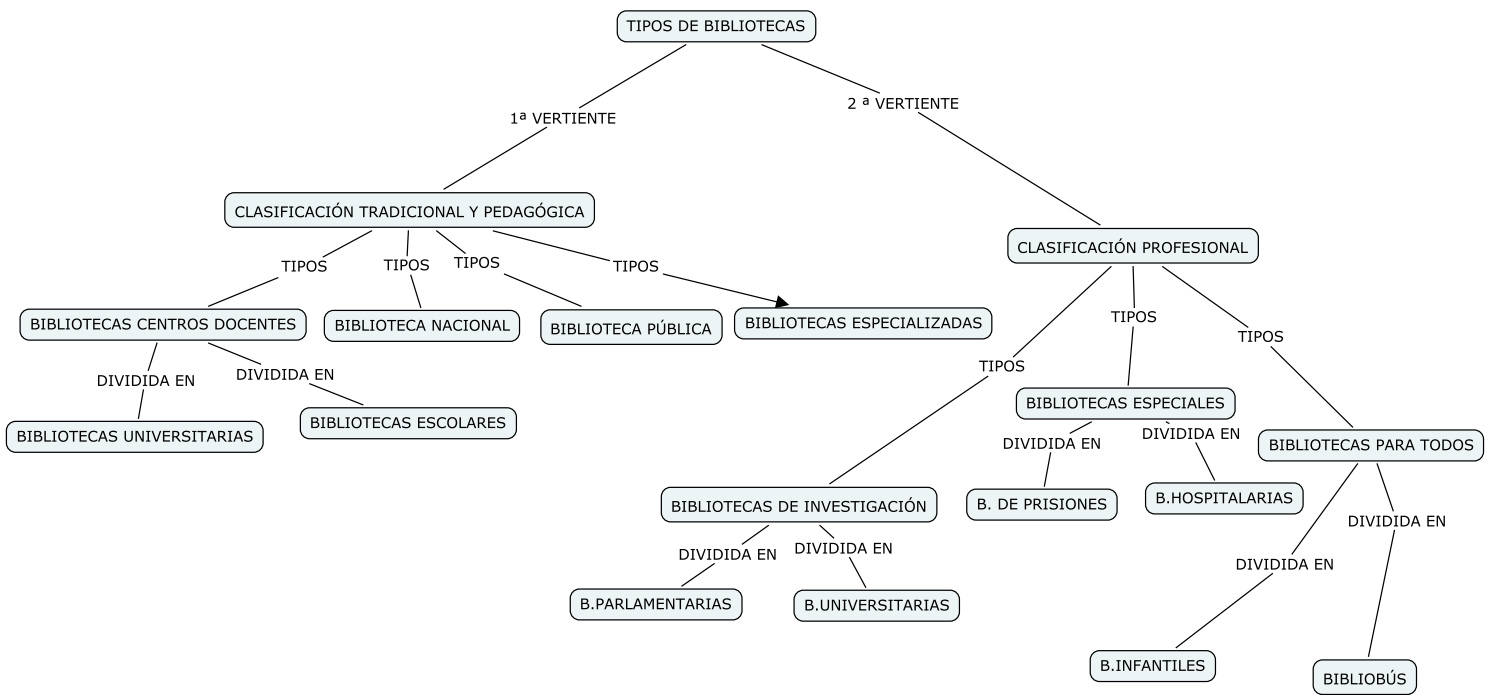 TIPOS DE BIBLIOTECAS
1ª VERTIENTE
2 ª VERTIENTE
CLASIFICACIÓN TRADICIONAL Y PEDAGÓGICA
CLASIFICACIÓN PROFESIONAL
TIPOS
TIPOS
TIPOS
TIPOS
BIBLIOTECAS CENTROS DOCENTES
BIBLIOTECA NACIONAL
BIBLIOTECA PÚBLICA
BIBLIOTECAS ESPECIALIZADAS
DIVIDIDA EN
DIVIDIDA EN
BIBLIOTECAS UNIVERSITARIAS
BIBLIOTECAS ESCOLARES
TIPOS
TIPOS
TIPOS
BIBLIOTECAS DE INVESTIGACIÓN
BIBLIOTECAS ESPECIALES
BIBLIOTECAS PARA TODOS
DIVIDIDA EN
DIVIDIDA EN
B. DE PRISIONES
B.HOSPITALARIAS
DIVIDIDA EN
DIVIDIDA EN
B.PARLAMENTARIAS
B.UNIVERSITARIAS
DIVIDIDA EN
DIVIDIDA EN
B.INFANTILES
BIBLIOBÚS